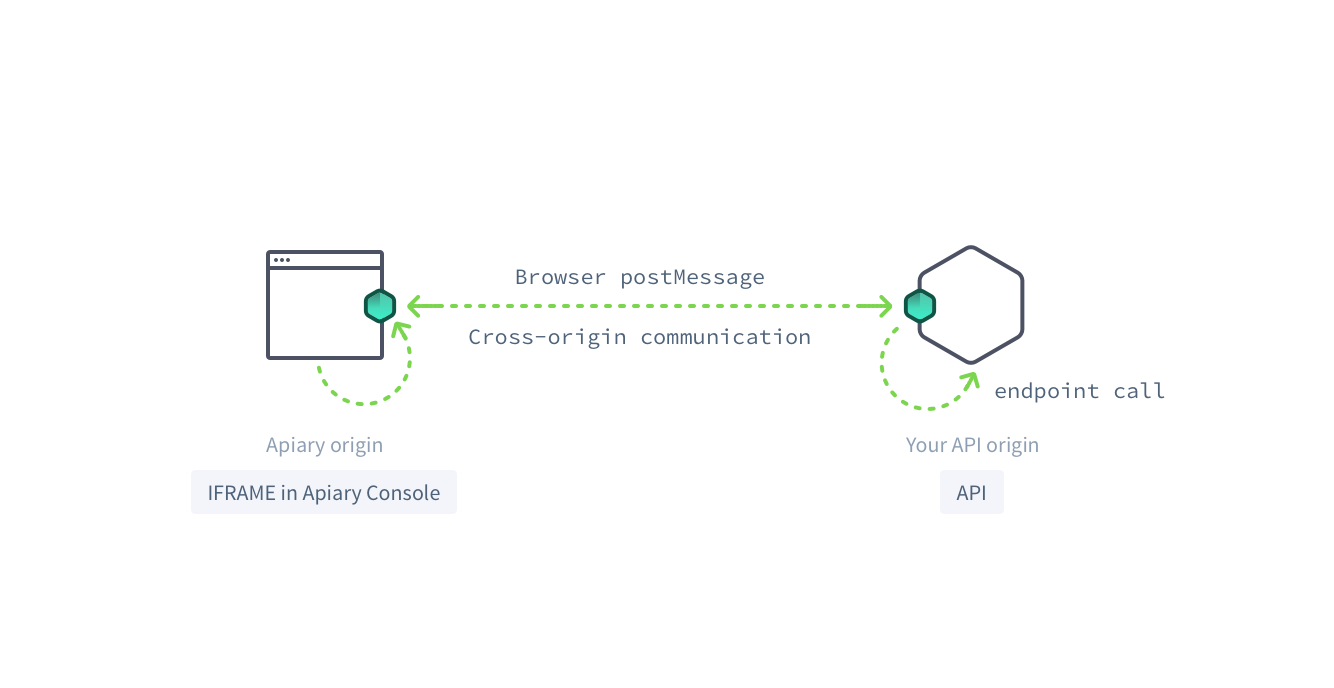 Browser postMessage
Cross-origin communication
endpoint call
Apiary origin
Your API origin
IFRAME in Apiary Console
API